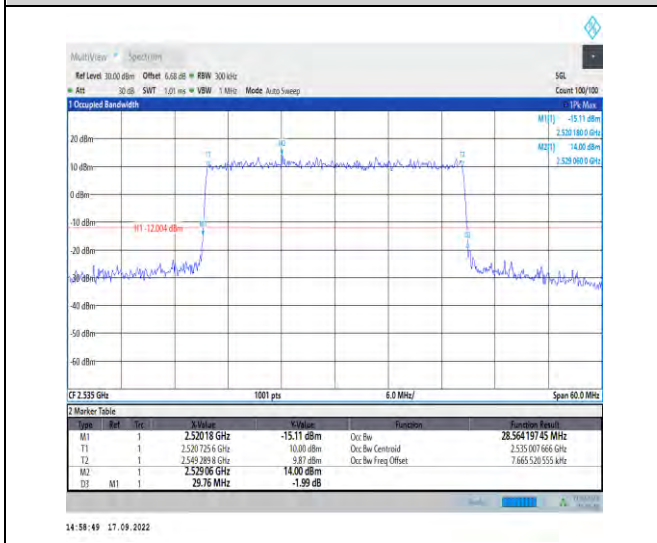 MultiView Spectrum
Ref Level 30.00 dBm Offset 6.68 dB RBW 300 kHz SGL
Att 30 dB SWT 1.01 ms VBW 1 MHz Mode Auto Sweep Count 100/100
1 Occupied Bandwidth 1Pk Max
M1[1] -15.11 dBm
2.520 180 0 GHz
M2[1] 14.00 dBm
2.529 060 0 GHz
20 dBm
10 dBm
0 dBm
-10 dBm
H1 -12.004 dBm
-20 dBm
-30 dBm
-40 dBm
-50 dBm
-60 dBm
CF 2.535 GHz 1001 pts 6.0 MHz/ Span 60.0 MHz
2 Marker Table
Type Ref Trc X-Value Y-Value Function Function Result
M1 1 2.52018 GHz -15.11 dBm Occ Bw 28.564 197 45 MHz
T1 1 2.520 725 6 GHz 10.00 dBm Occ Bw Centroid 2.535 007 666 GHz
T2 1 2.549 289 8 GHz 9.87 dBm Occ Bw Freq Offset 7.665 520 555 kHz
M2 1 2.52906 GHz 14.00 dBm
D3 M1 1 29.76 MHz -1.99 dB
14:58:49 17.09.2022